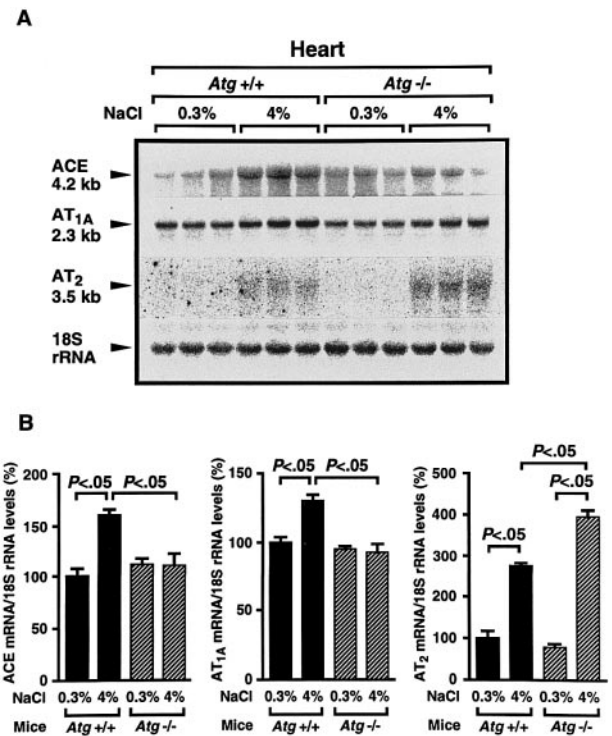 A
Heart
Atg +/+ Atg -/-
NaCl 0.3% 4% 0.3% 4%
ACE
4.2 kb
AT1A
2.3 kb
AT2
3.5 kb
18S
rRNA
B
ACE mRNA/18S rRNA levels (%)
200
150
100
50
0
P<.05 P<.05
NaCl 0.3% 4% 0.3% 4%
Mice Atg +/+ Atg -/-
AT1A mRNA/18S rRNA levels (%)
150
100
50
0
P<.05 P<.05
NaCl 0.3% 4% 0.3% 4%
Mice Atg +/+ Atg -/-
AT2 mRNA/18S rRNA levels (%)
500
400
300
200
100
0
P<.05
P<.05
P<.05
NaCl 0.3% 4% 0.3% 4%
Mice Atg +/+ Atg -/-